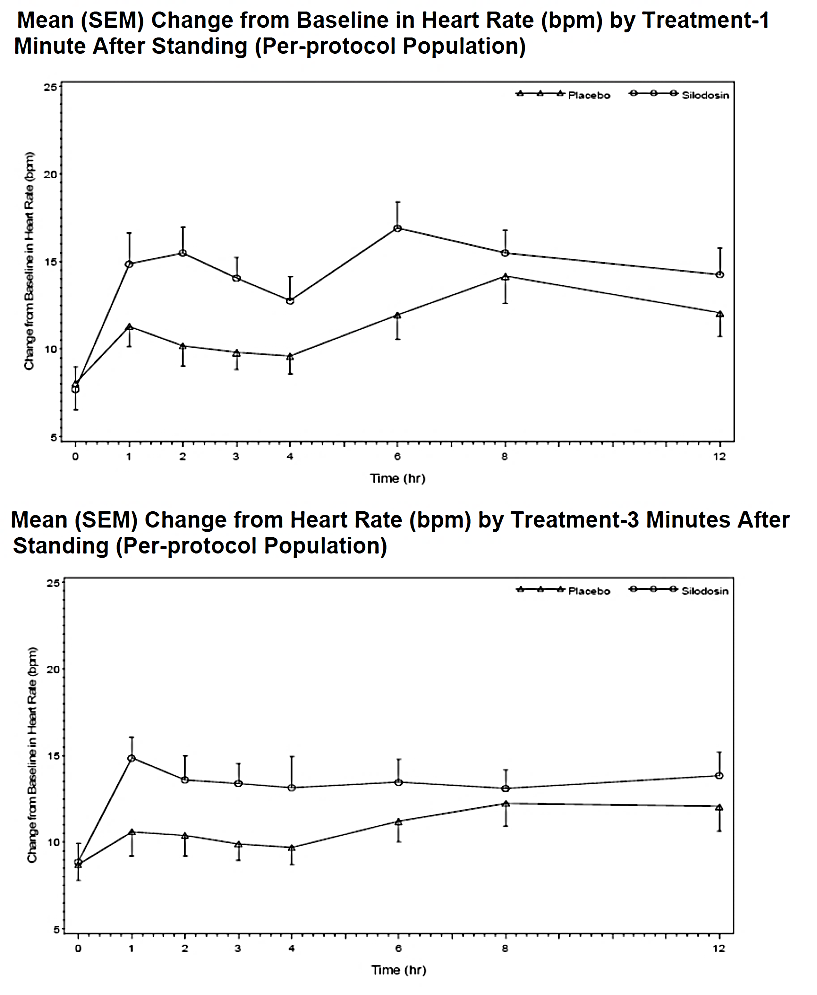 Mean (SEM) Change from Baseline in Heart Rate (bpm) by Treatment-1
Minute After Standing (Per-protocol Population)
Placebo
Silodosin
Change from Baseline in Heart Rate (bpm)
25
20
15
10
5
0 1 2 3 4 6 8 12
Time (hr)
Mean (SEM) Change from Heart Rate (bpm) by Treatment-3 Minutes After
Standing (Per-protocol Population)
Placebo
Silodosin
Change from Baseline in Heart Rate (bpm)
25
20
15
10
5
0 1 2 3 4 6 8 12
Time (hr)